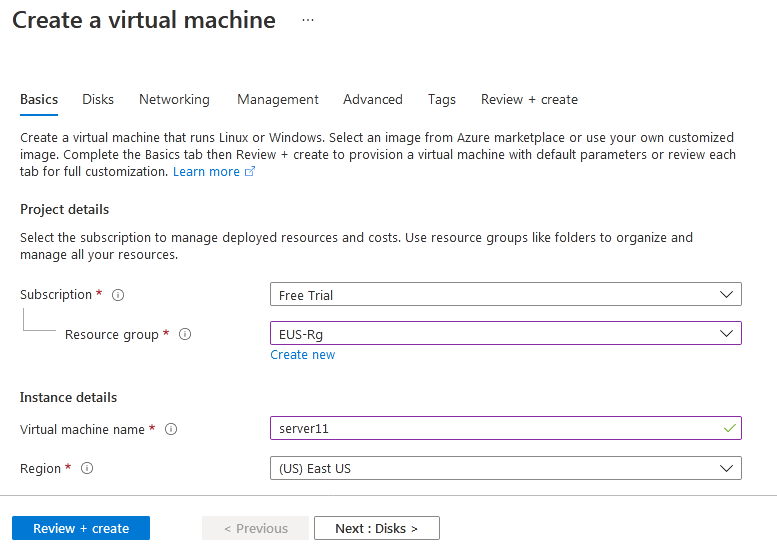 Create a virtual machine ...
Basics Disks Networking Management Advanced Tags Review + create
Create a virtual machine that runs Linux or Windows. Select an image from Azure marketplace or use your own customized
image. Complete the Basics tab then Review + create to provision a virtual machine with default parameters or review each
tab for full customization. Learn more
Project details
Select the subscription to manage deployed resources and costs. Use resource groups like folders to organize and
manage all your resources.
Subscription * Free Trial
Resource group * EUS-Rg
Create new
Instance details
Virtual machine name * server11
Region * (US) East US
Review + create < Previous Next : Disks >